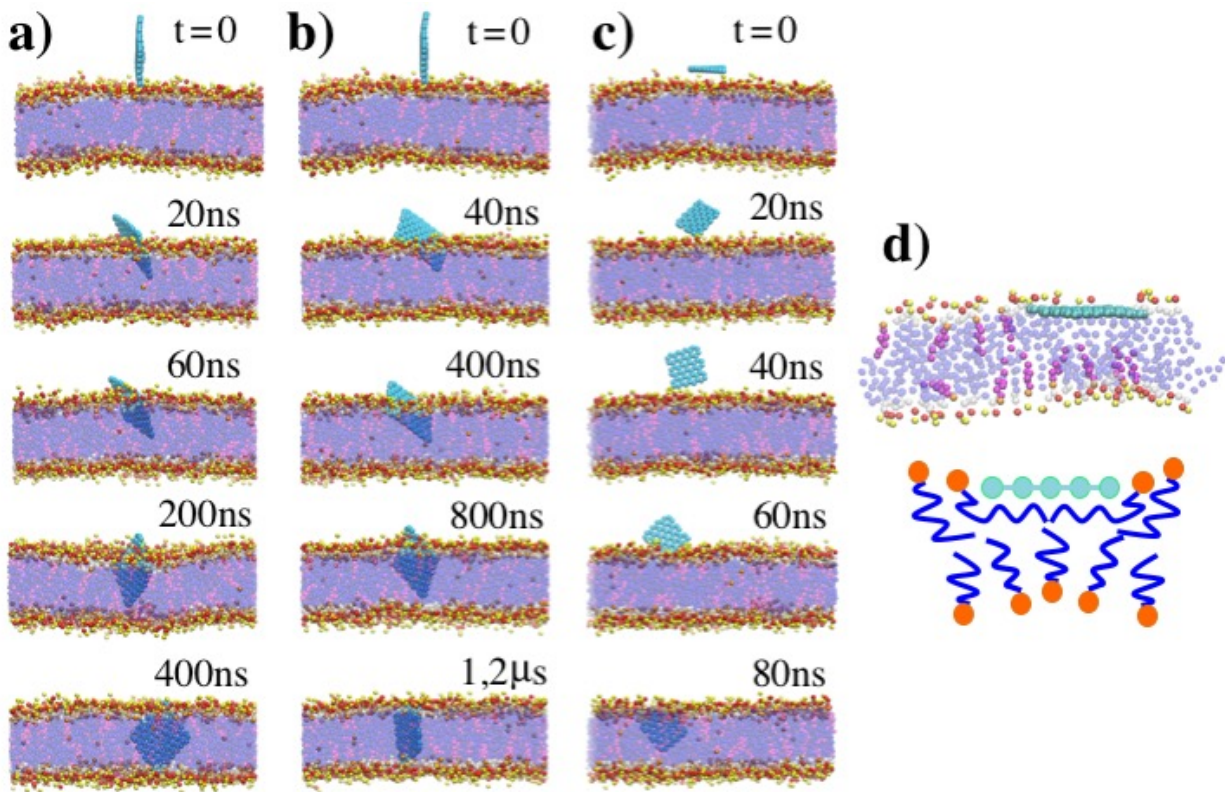 a) t=0
20ns
60ns
200ns
400ns
b) t=0
40ns
400ns
800ns
1,2μs
c) t=0
20ns
40ns
60ns
80ns
d)